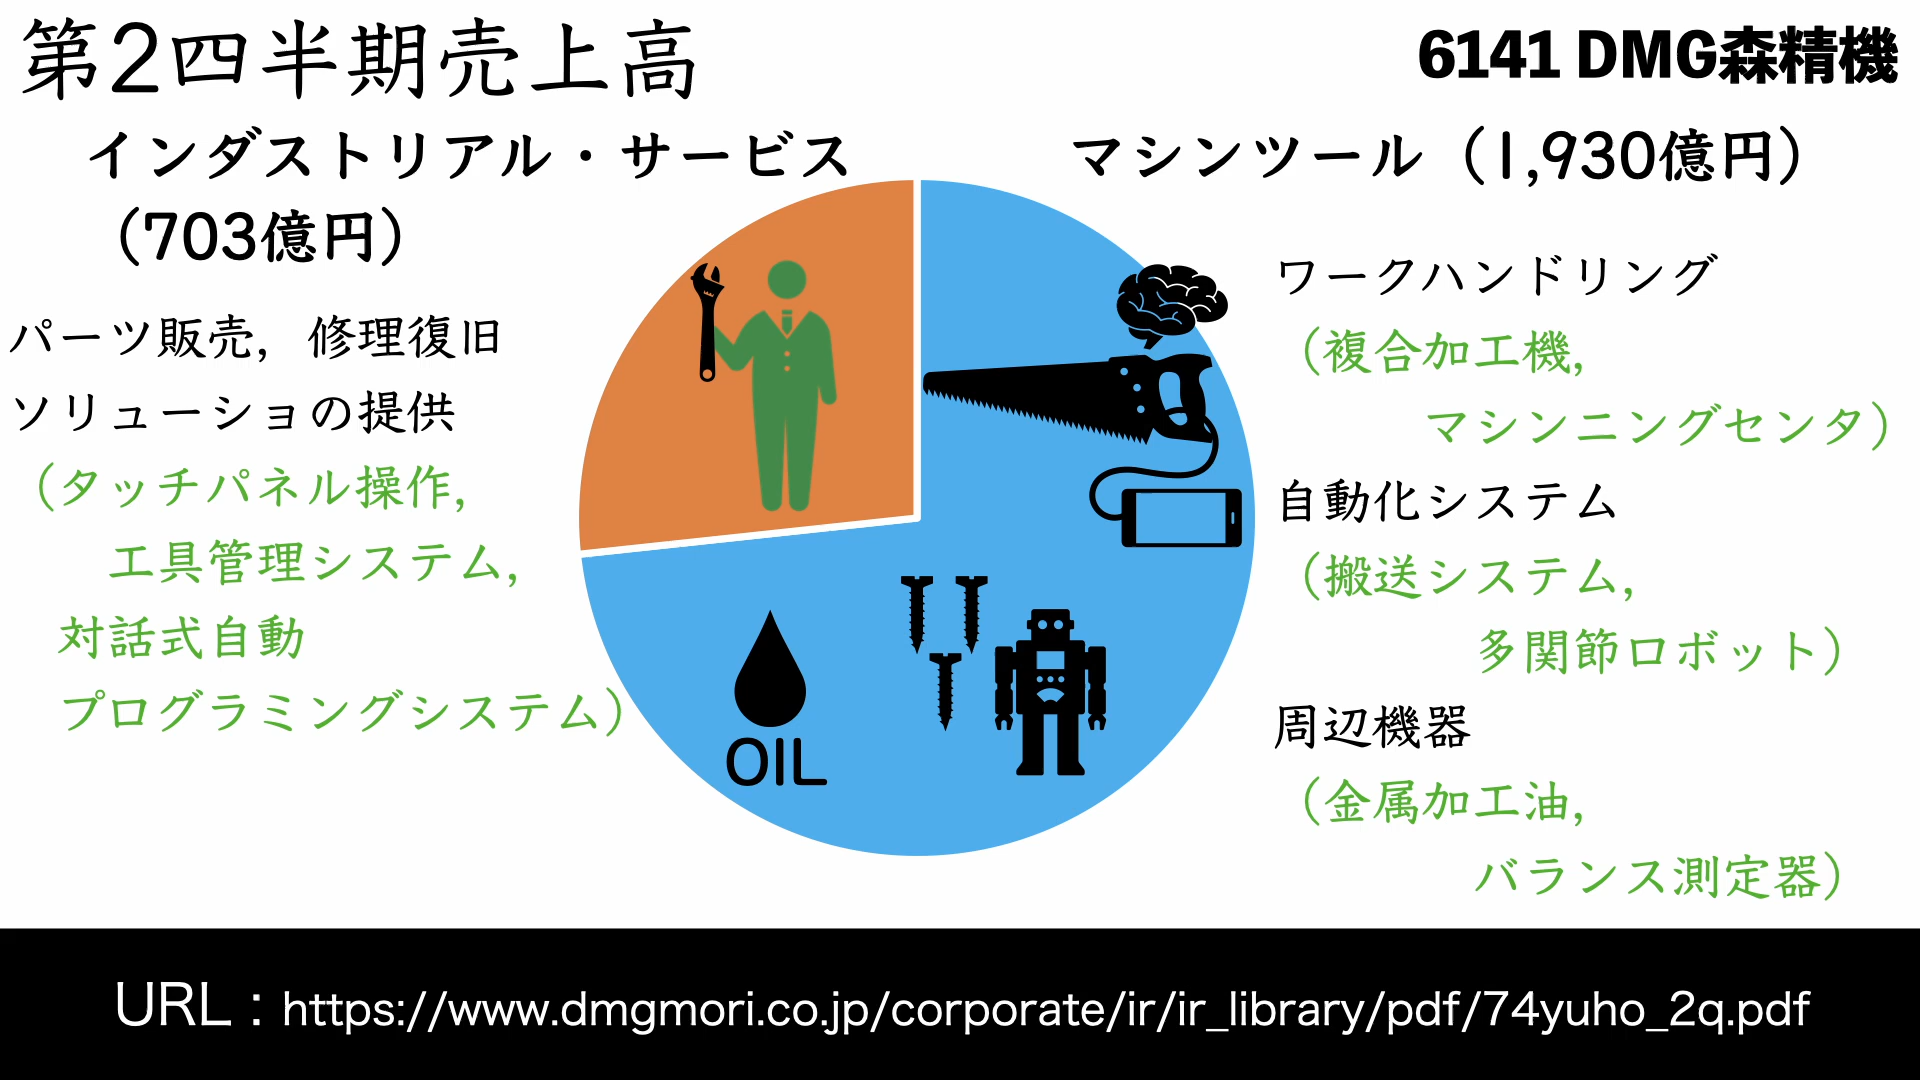 第2四半期売上高
6141 DMG森精機
インダストリアル・サービス
（703億円）
パーツ販売，修理復旧
ソリューショの提供
（タッチパネル操作，
工具管理システム，
対話式自動
プログラミングシステム）
マシンツール（1,930億円）
ワークハンドリング
（複合加工機，
マシンニングセンタ）
自動化システム
（搬送システム，
多関節ロボット）
周辺機器
（金属加工油，
バランス測定器）
OIL
URL：https://www.dmgmori.co.jp/corporate/ir/ir_library/pdf/74yuho_2q.pdf